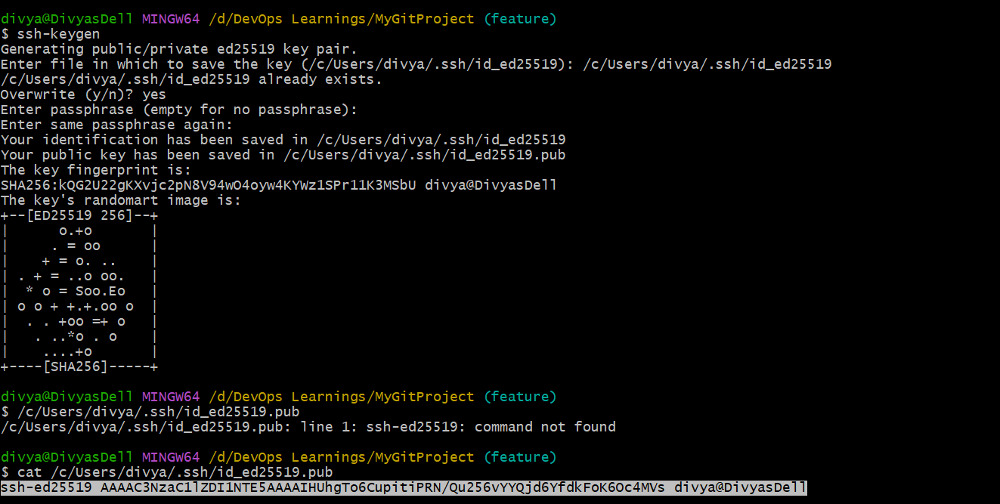 divya@DivyasDell MINGW64 /d/DevOps Learnings/MyGitProject (feature)
$ ssh-keygen
Generating public/private ed25519 key pair.
Enter file in which to save the key (/c/Users/divya/.ssh/id_ed25519): /c/Users/divya/.ssh/id_ed25519
/c/Users/divya/.ssh/id_ed25519 already exists.
Overwrite (y/n)? yes
Enter passphrase (empty for no passphrase):
Enter same passphrase again:
Your identification has been saved in /c/Users/divya/.ssh/id_ed25519
Your public key has been saved in /c/Users/divya/.ssh/id_ed25519.pub
The key fingerprint is:
SHA256:kQG2U22gKXvjc2pN8V94wO4oyw4KYWz1SPr11K3MSbU divya@DivyasDell
The key's randomart image is:
+--[ED25519 256]--+
|      o.+o       |
|     . = oo      |
|    + = o. ..    |
| . + = ..o oo.   |
|  * o = Soo.Eo   |
| o o + +.+.oo o  |
|  . . +oo =+ o   |
|   . ..*o . o    |
|    ....+o       |
+----[SHA256]-----+
divya@DivyasDell MINGW64 /d/DevOps Learnings/MyGitProject (feature)
$ /c/Users/divya/.ssh/id_ed25519.pub
/c/Users/divya/.ssh/id_ed25519.pub: line 1: ssh-ed25519: command not found
divya@DivyasDell MINGW64 /d/DevOps Learnings/MyGitProject (feature)
$ cat /c/Users/divya/.ssh/id_ed25519.pub
ssh-ed25519 AAAAC3NzaC1lZDI1NTE5AAAAIHUhgTo6CupitiPRN/Qu256vYYQjd6YfdkFoK6Oc4MVs divya@DivyasDell